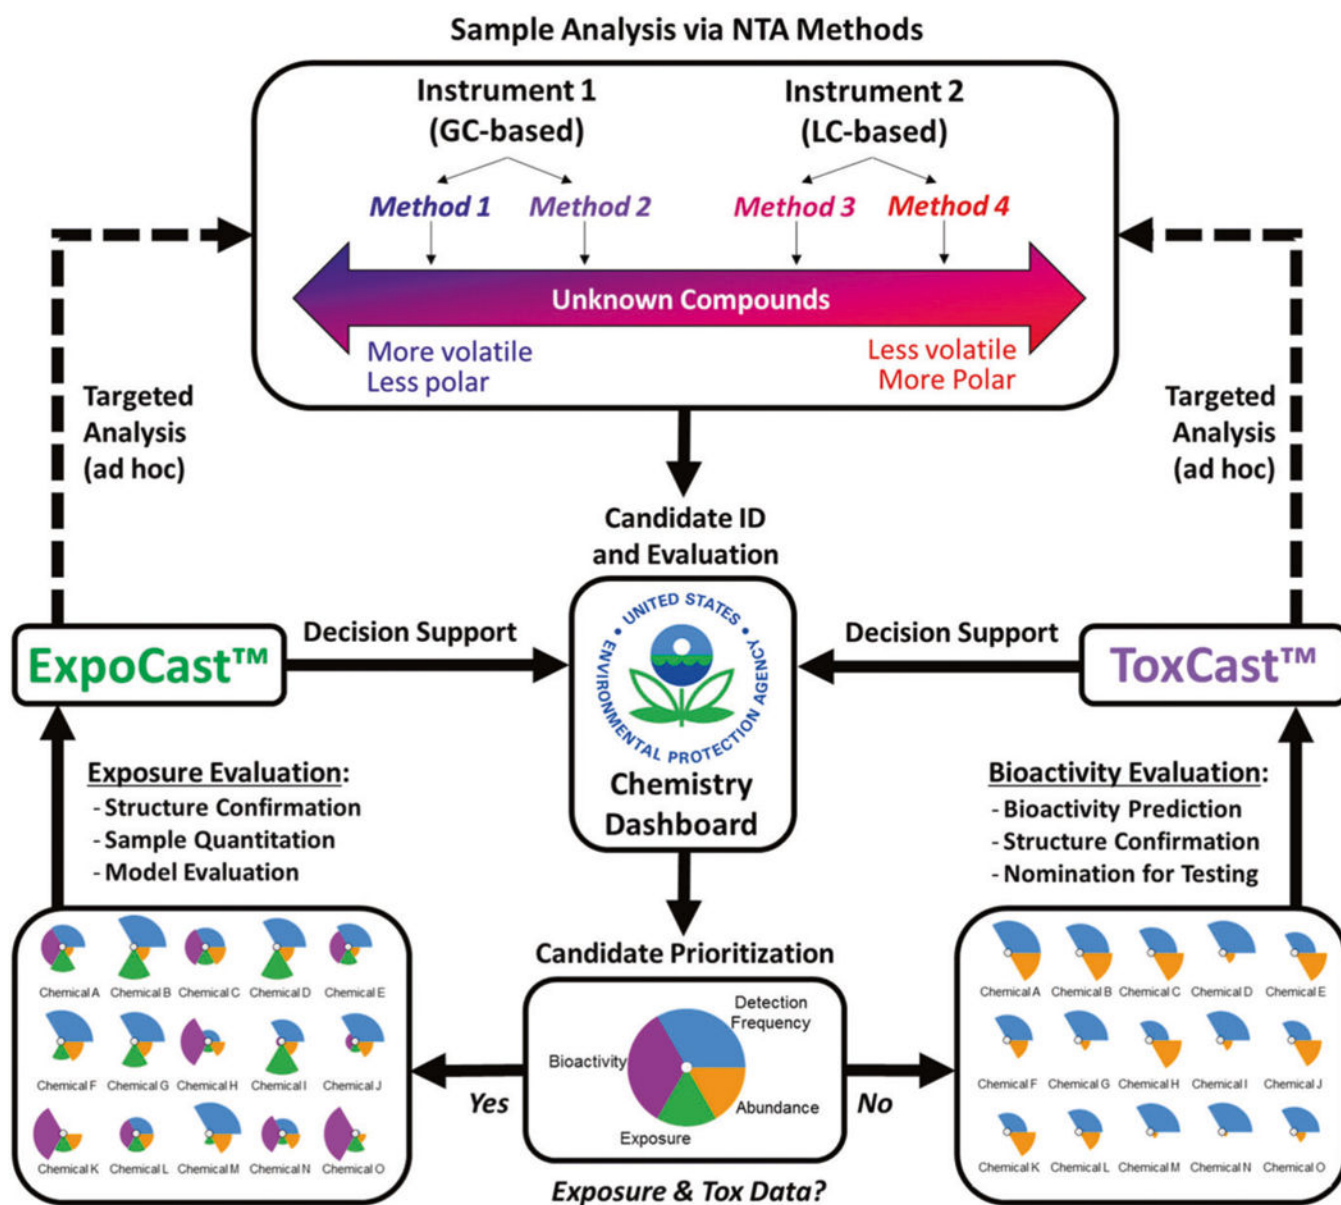 Sample Analysis via NTA Methods
Instrument 1
(GC-based)
Instrument 2
(LC-based)
Method 1
Method 2
Method 3
Method 4
Unknown Compounds
More volatile
Less polar
Less volatile
More Polar
Targeted
Analysis
(ad hoc)
Targeted
Analysis
(ad hoc)
Candidate ID
and Evaluation
ExpoCast™
Decision Support
UNITED STATES
ENVIRONMENTAL PROTECTION AGENCY
Chemistry
Dashboard
Decision Support
ToxCast™
Exposure Evaluation:
- Structure Confirmation
- Sample Quantitation
- Model Evaluation
Bioactivity Evaluation:
- Bioactivity Prediction
- Structure Confirmation
- Nomination for Testing
Chemical A Chemical B Chemical C Chemical D Chemical E
Chemical F Chemical G Chemical H Chemical I Chemical J
Chemical K Chemical L Chemical M Chemical N Chemical O
Candidate Prioritization
Detection
Frequency
Bioactivity
Abundance
Exposure
Yes
No
Exposure & Tox Data?
Chemical A Chemical B Chemical C Chemical D Chemical E
Chemical F Chemical G Chemical H Chemical I Chemical J
Chemical K Chemical L Chemical M Chemical N Chemical O